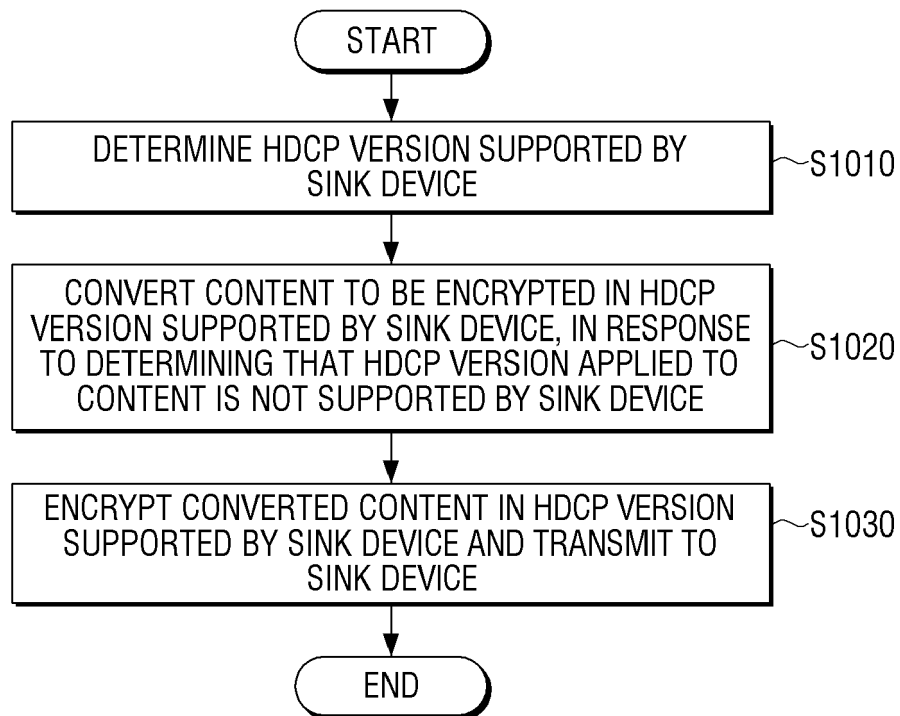 START
DETERMINE HDCP VERSION SUPPORTED BY
SINK DEVICE
S1010
CONVERT CONTENT TO BE ENCRYPTED IN HDCP
VERSION SUPPORTED BY SINK DEVICE, IN RESPONSE
TO DETERMINING THAT HDCP VERSION APPLIED TO
CONTENT IS NOT SUPPORTED BY SINK DEVICE
S1020
ENCRYPT CONVERTED CONTENT IN HDCP VERSION
SUPPORTED BY SINK DEVICE AND TRANSMIT TO
SINK DEVICE
S1030
END